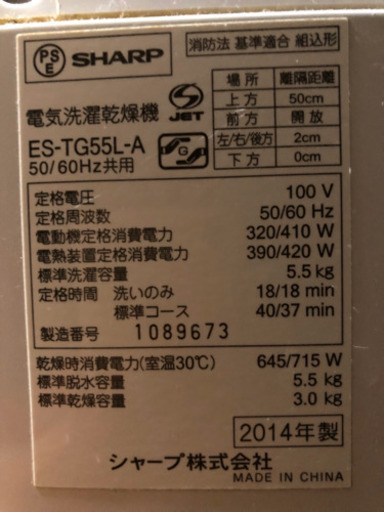 PSE SHARP
消防法 基準適合 組込形
場所 離隔距離
上方 50cm
前方 開放
左/右/後方 2cm
下方 0cm
電気洗濯乾燥機
S JET
ES-TG55L-A
50/60Hz共用
G
定格電圧 100 V
定格周波数 50/60 Hz
電動機定格消費電力 320/410 W
電熱装置定格消費電力 390/420 W
標準洗濯容量 5.5 kg
定格時間 洗いのみ 18/18 min
標準コース 40/37 min
製造番号 1089673
乾燥時消費電力(室温30℃) 645/715 W
標準脱水容量 5.5 kg
標準乾燥容量 3.0 kg
2014年製
シャープ株式会社
MADE IN CHINA